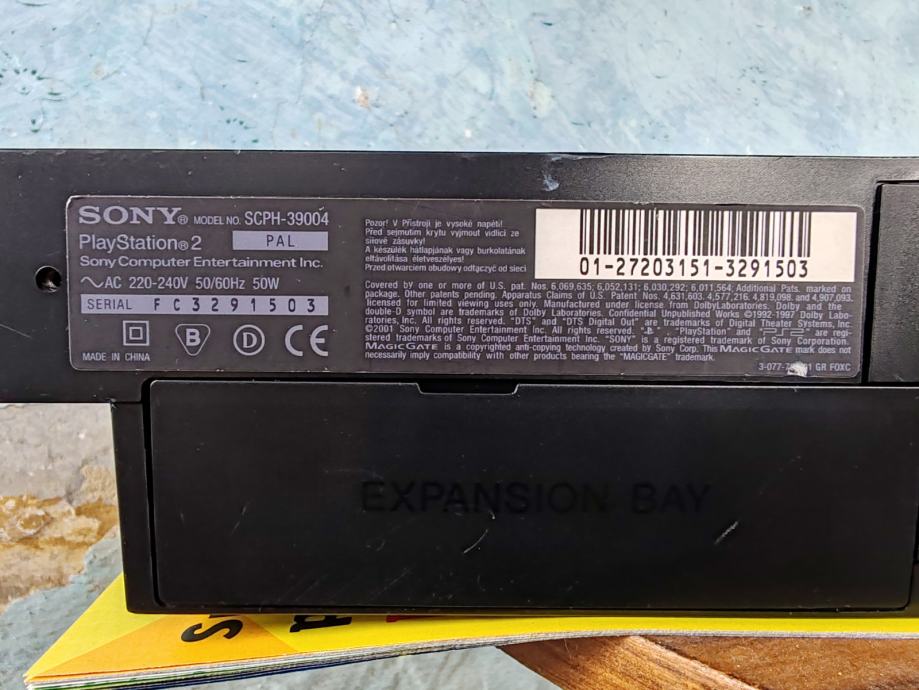 SONY® MODEL NO. SCPH-39004
PlayStation®2 PAL
Sony Computer Entertainment Inc.
~AC 220-240V 50/60Hz 50W
SERIAL FC3291503
B D CE
MADE IN CHINA
Pozor! V Přístroji je vysoké napětí!
Před sejmutím krytu vyjmout vidlici ze
síťové zásuvky!
A készülék hátlapjának vagy burkolatának
eltávolítása életveszélyes!
Przed otwarciem obudowy odłączyć od sieci
01-27203151-3291503
Covered by one or more of U.S. pat. Nos. 6,069,635; 6,052,131; 6,030,292; 6,011,564; Additional Pats. marked on
package. Other patents pending. Apparatus Claims of U.S. Patent Nos. 4,631,603, 4,577,216, 4,819,098, and 4,907,093,
licensed for limited viewing uses only. Manufactured under license from DolbyLaboratories. Dolby and the
double-D symbol are trademarks of Dolby Laboratories. Confidential Unpublished Works ©1992-1997 Dolby Labo-
ratories, Inc. All rights reserved. "DTS" and "DTS Digital Out" are trademarks of Digital Theater Systems, Inc.
©2001 Sony Computer Entertainment Inc. All rights reserved. " ", PlayStation and PS2 are regi-
stered trademarks of Sony Computer Entertainment Inc. "SONY" is a registered trademark of Sony Corp. This MAGICGATE mark does not
MAGICGATE is a copyrighted anti-copying technology created by
necessarily imply compatibility with other products bearing the "MAGICGATE" trademark.
GR FOXC
EXPANSION BAY